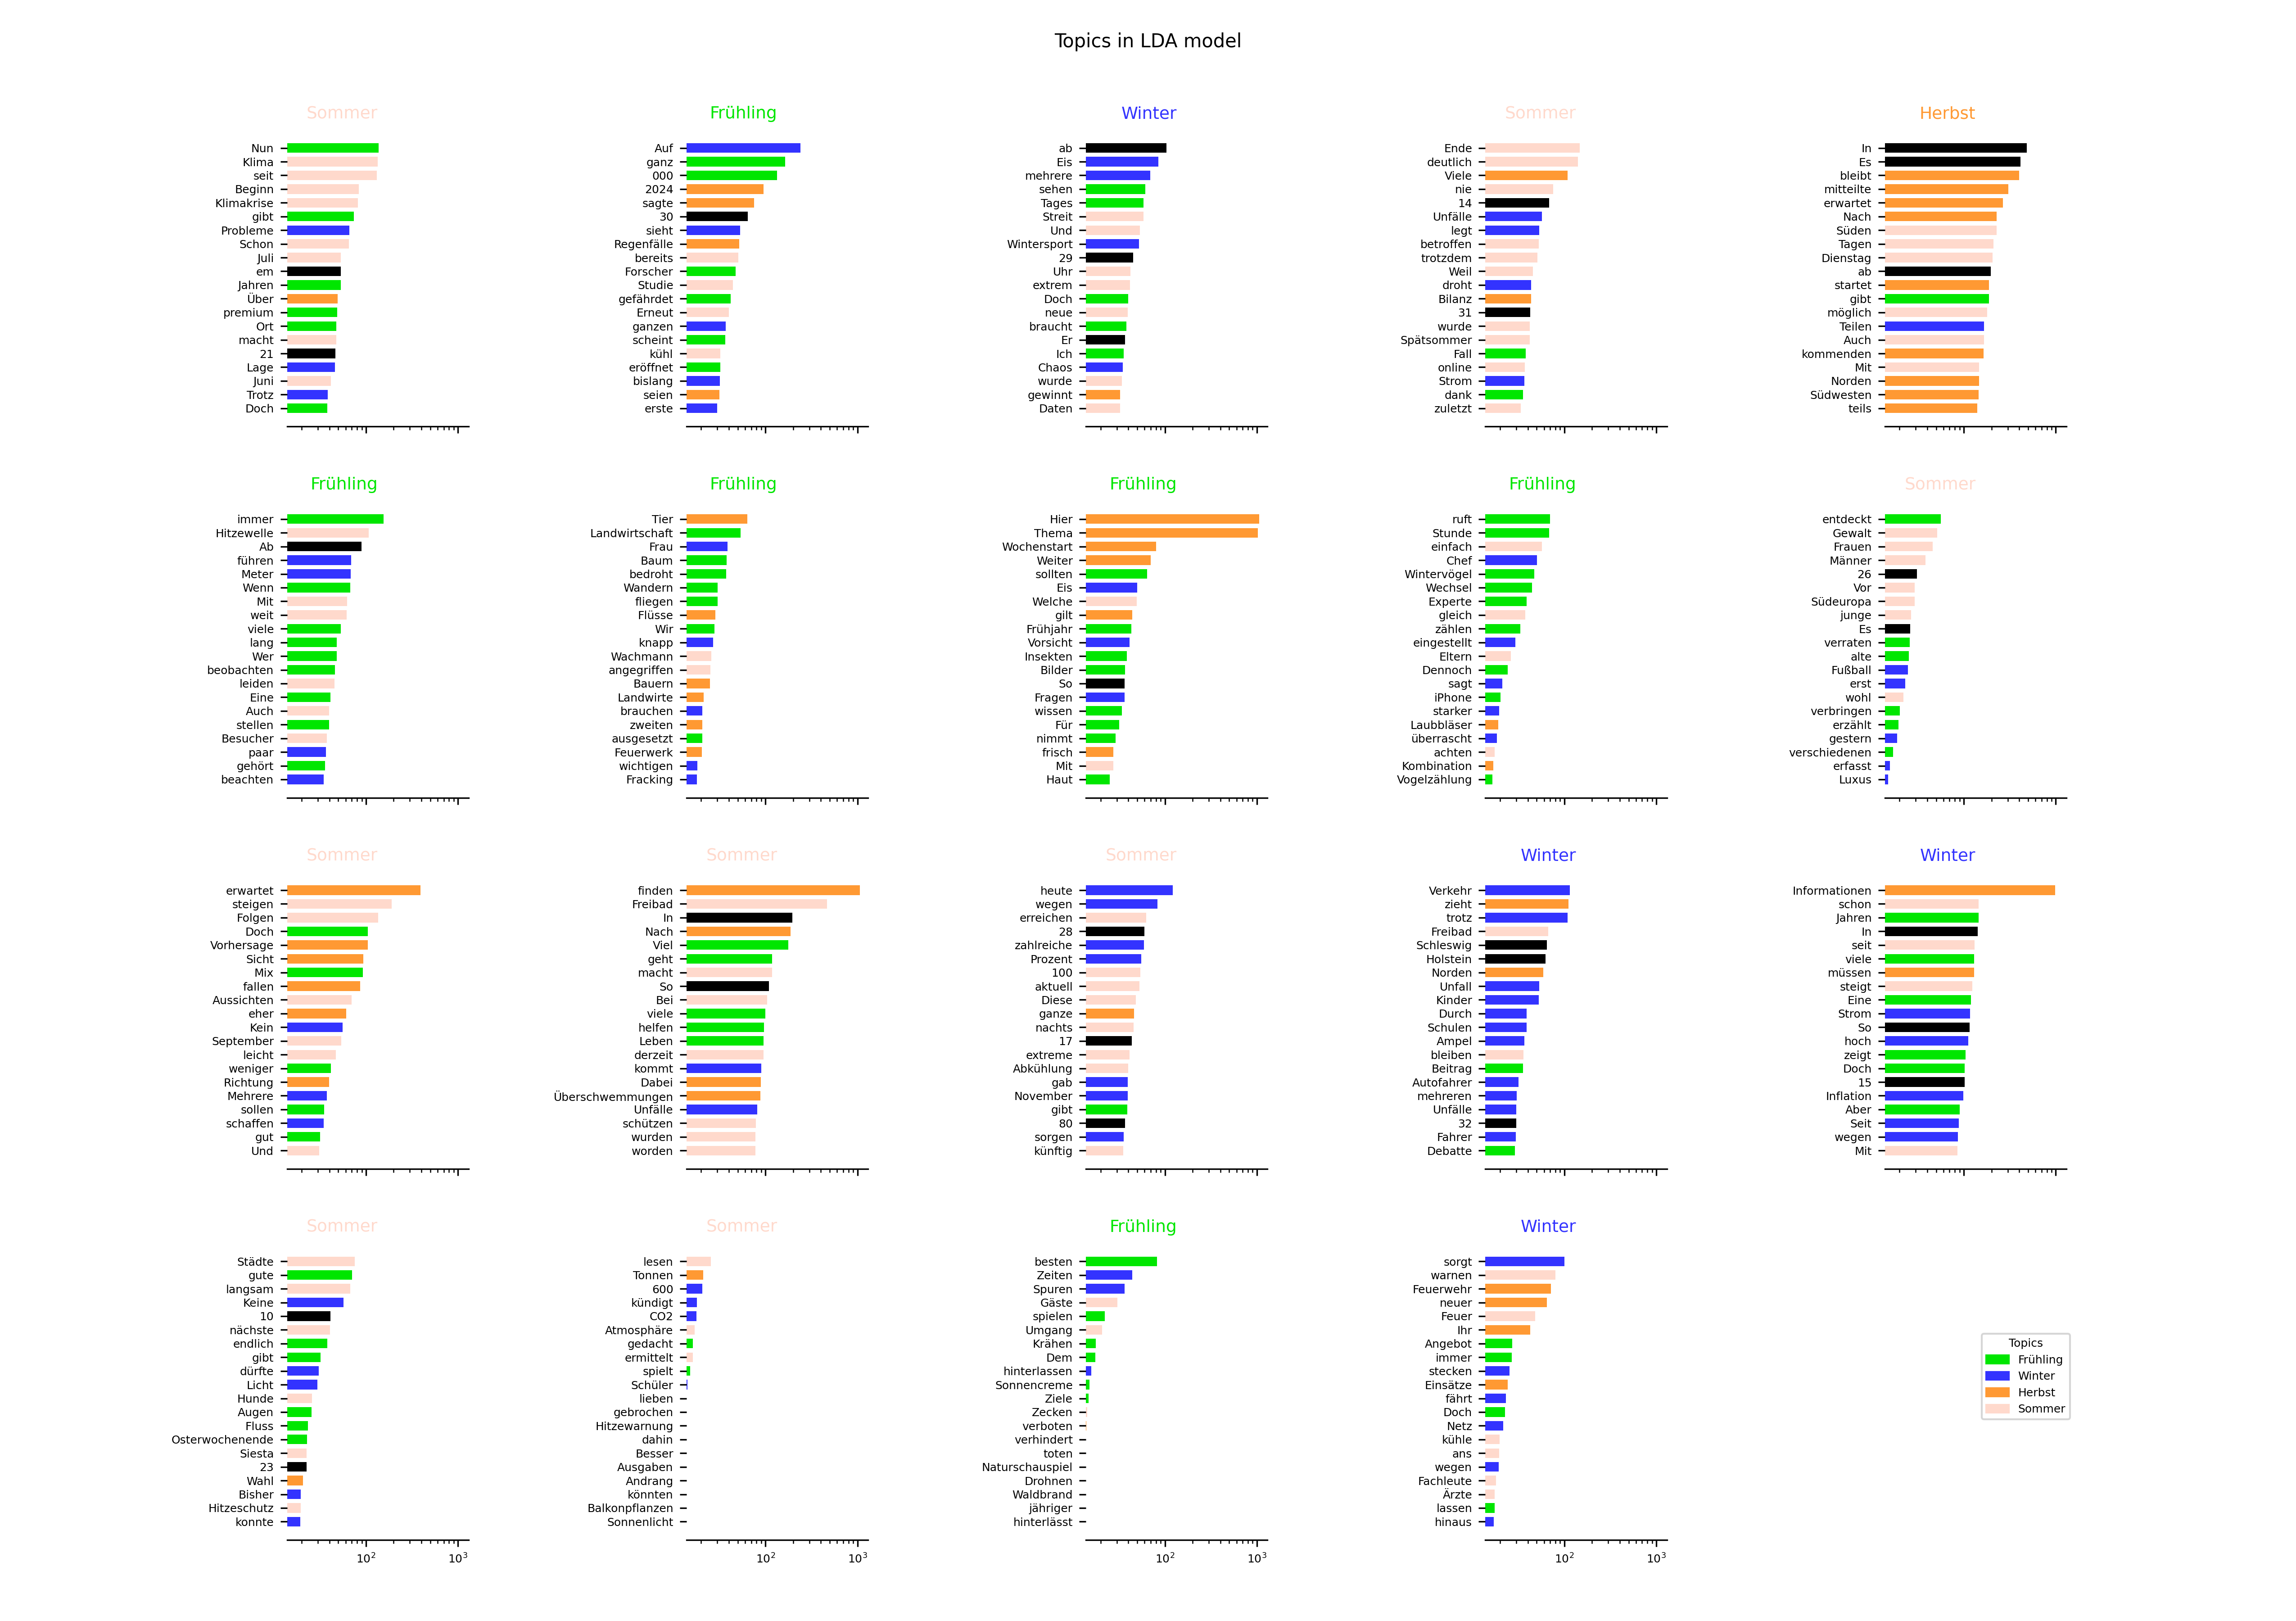 Topics in LDA model
Sommer
Nun
Klima
seit
Beginn
Klimakrise
gibt
Probleme
Schon
Juli
em
Jahren
Über
premium
Ort
macht
21
Lage
Juni
Trotz
Doch
Frühling
Auf
ganz
000
2024
sagte
30
sieht
Regenfälle
bereits
Forscher
Studie
gefährdet
Erneut
ganzen
scheint
kühl
eröffnet
bislang
seien
erste
Winter
ab
Eis
mehrere
sehen
Tages
Streit
Und
Wintersport
29
Uhr
extrem
Doch
neue
braucht
Er
Ich
Chaos
wurde
gewinnt
Daten
Sommer
Ende
deutlich
Viele
nie
14
Unfälle
legt
betroffen
trotzdem
Weil
droht
Bilanz
31
wurde
Spätsommer
Fall
online
Strom
dank
zuletzt
Herbst
In
Es
bleibt
mitteilte
erwartet
Nach
Süden
Tagen
Dienstag
ab
startet
gibt
möglich
Teilen
Auch
kommenden
Mit
Norden
Südwesten
teils
Frühling
immer
Hitzewelle
Ab
führen
Meter
Wenn
Mit
weit
viele
lang
Wer
beobachten
leiden
Eine
Auch
stellen
Besucher
paar
gehört
beachten
Frühling
Tier
Landwirtschaft
Frau
Baum
bedroht
Wandern
fliegen
Flüsse
Wir
knapp
Wachmann
angegriffen
Bauern
Landwirte
brauchen
zweiten
ausgesetzt
Feuerwerk
wichtigen
Fracking
Frühling
Hier
Thema
Wochenstart
Weiter
sollten
Eis
Welche
gilt
Frühjahr
Vorsicht
Insekten
Bilder
So
Fragen
wissen
Für
nimmt
frisch
Mit
Haut
Frühling
ruft
Stunde
einfach
Chef
Wintervögel
Wechsel
Experte
gleich
zählen
eingestellt
Eltern
Dennoch
sagt
iPhone
starker
Laubbläser
überrascht
achten
Kombination
Vogelzählung
Sommer
entdeckt
Gewalt
Frauen
Männer
26
Vor
Südeuropa
junge
Es
verraten
alte
Fußball
erst
wohl
verbringen
erzählt
gestern
verschiedenen
erfasst
Luxus
Sommer
erwartet
steigen
Folgen
Doch
Vorhersage
Sicht
Mix
fallen
Aussichten
eher
Kein
September
leicht
weniger
Richtung
Mehrere
sollen
schaffen
gut
Und
Sommer
finden
Freibad
In
Nach
Viel
geht
macht
So
Bei
viele
helfen
Leben
derzeit
kommt
Dabei
Überschwemmungen
Unfälle
schützen
wurden
worden
Sommer
heute
wegen
erreichen
28
zahlreiche
Prozent
100
aktuell
Diese
ganze
nachts
17
extreme
Abkühlung
gab
November
gibt
80
sorgen
künftig
Winter
Verkehr
zieht
trotz
Freibad
Schleswig
Holstein
Norden
Unfall
Kinder
Durch
Schulen
Ampel
bleiben
Beitrag
Autofahrer
mehreren
Unfälle
32
Fahrer
Debatte
Winter
Informationen
schon
Jahren
In
seit
viele
müssen
steigt
Eine
Strom
So
hoch
zeigt
Doch
15
Inflation
Aber
Seit
wegen
Mit
Sommer
Städte
gute
langsam
Keine
10
nächste
endlich
gibt
dürfte
Licht
Hunde
Augen
Fluss
Osterwochenende
Siesta
23
Wahl
Bisher
Hitzeschutz
konnte
10²
10³
Sommer
lesen
Tonnen
600
kündigt
CO2
Atmosphäre
gedacht
ermittelt
spielt
Schüler
lieben
gebrochen
Hitzewarnung
dahin
Besser
Ausgaben
Andrang
könnten
Balkonpflanzen
Sonnenlicht
10²
10³
Frühling
besten
Zeiten
Spuren
Gäste
spielen
Umgang
Krähen
Dem
hinterlassen
Sonnencreme
Ziele
Zecken
verboten
verhindert
toten
Naturschauspiel
Drohnen
Waldbrand
jähriger
hinterlässt
10²
10³
Winter
sorgt
warnen
Feuerwehr
neuer
Feuer
Ihr
Angebot
immer
stecken
Einsätze
fährt
Doch
Netz
kühle
ans
wegen
Fachleute
Ärzte
lassen
hinaus
10²
10³
Topics
Frühling
Winter
Herbst
Sommer